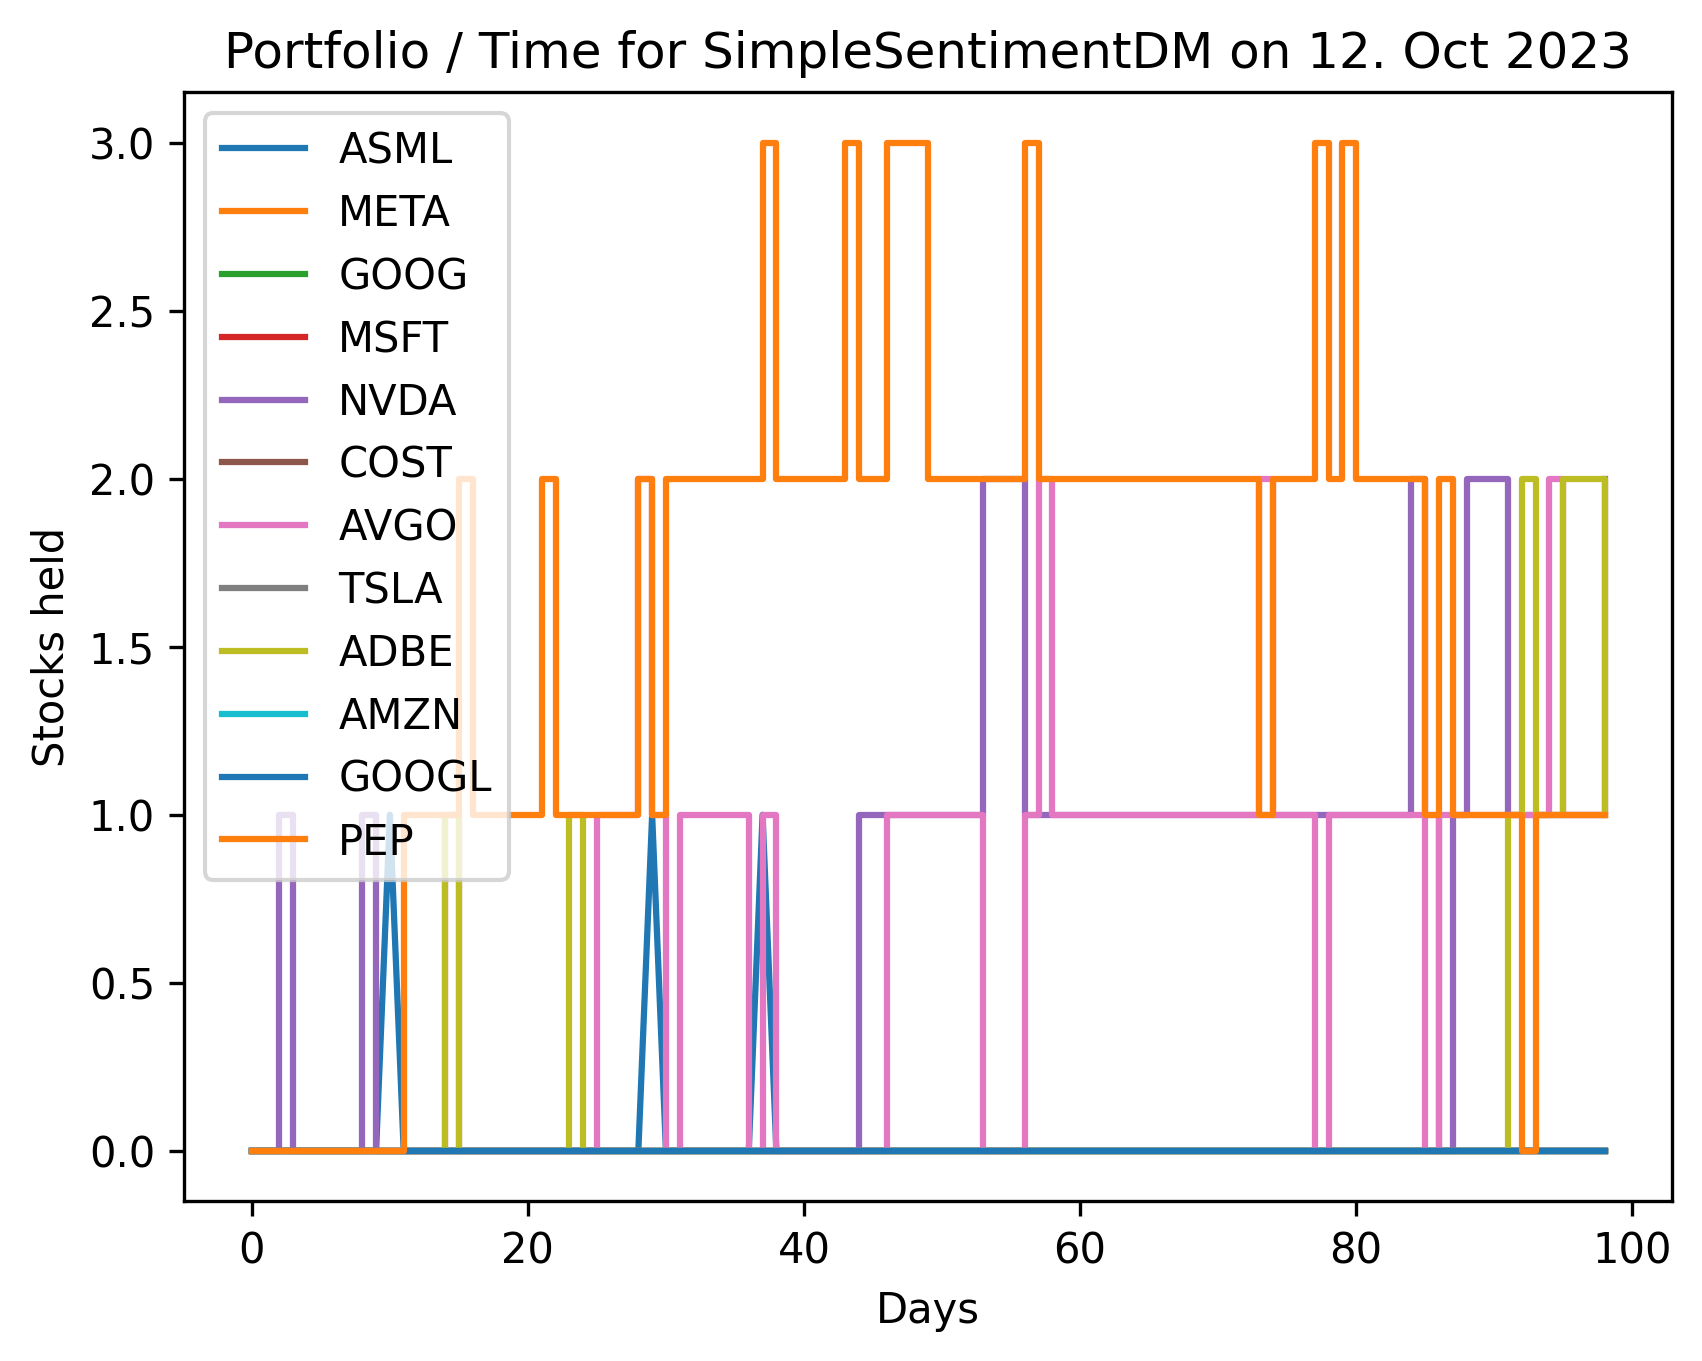 Portfolio / Time for SimpleSentimentDM on 12. Oct 2023
ASML
META
GOOG
MSFT
NVDA
COST
AVGO
TSLA
ADBE
AMZN
GOOGL
PEP
3.0
2.5
2.0
1.5
1.0
0.5
0.0
Stocks held
0 20 40 60 80 100
Days